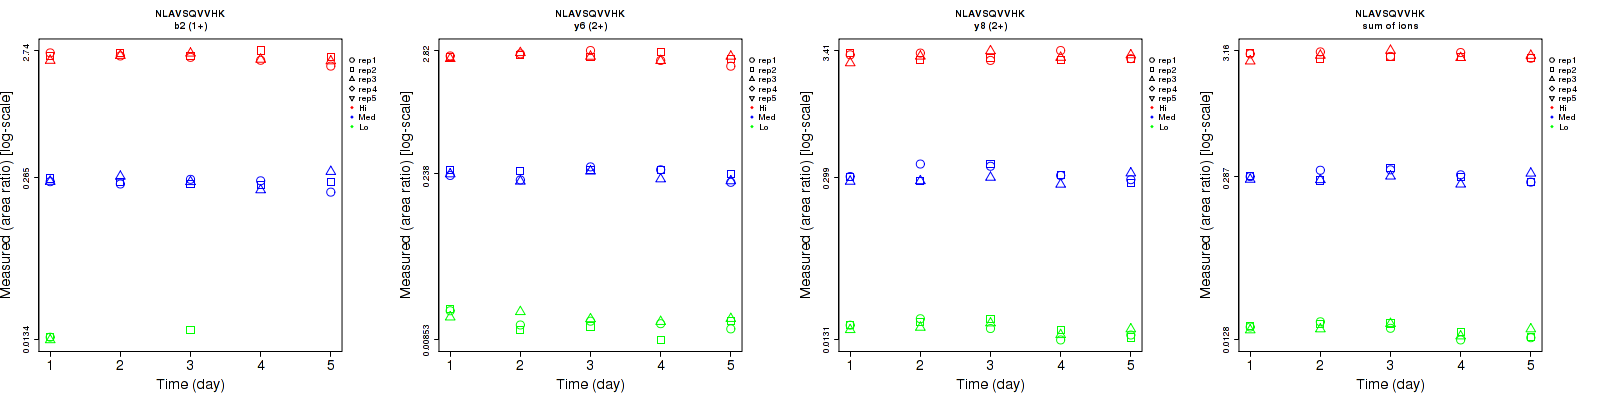 NLAVSQVVHK
b2 (1+)
Measured (area ratio) [log-scale]
2.74
0.265
0.0134
1 2 3 4 5
Time (day)
rep1
rep2
rep3
rep4
rep5
Hi
Med
Lo
NLAVSQVVHK
y6 (2+)
Measured (area ratio) [log-scale]
2.82
0.238
0.00853
1 2 3 4 5
Time (day)
rep1
rep2
rep3
rep4
rep5
Hi
Med
Lo
NLAVSQVVHK
y8 (2+)
Measured (area ratio) [log-scale]
3.41
0.299
0.0131
1 2 3 4 5
Time (day)
rep1
rep2
rep3
rep4
rep5
Hi
Med
Lo
NLAVSQVVHK
sum of ions
Measured (area ratio) [log-scale]
3.16
0.287
0.0128
1 2 3 4 5
Time (day)
rep1
rep2
rep3
rep4
rep5
Hi
Med
Lo